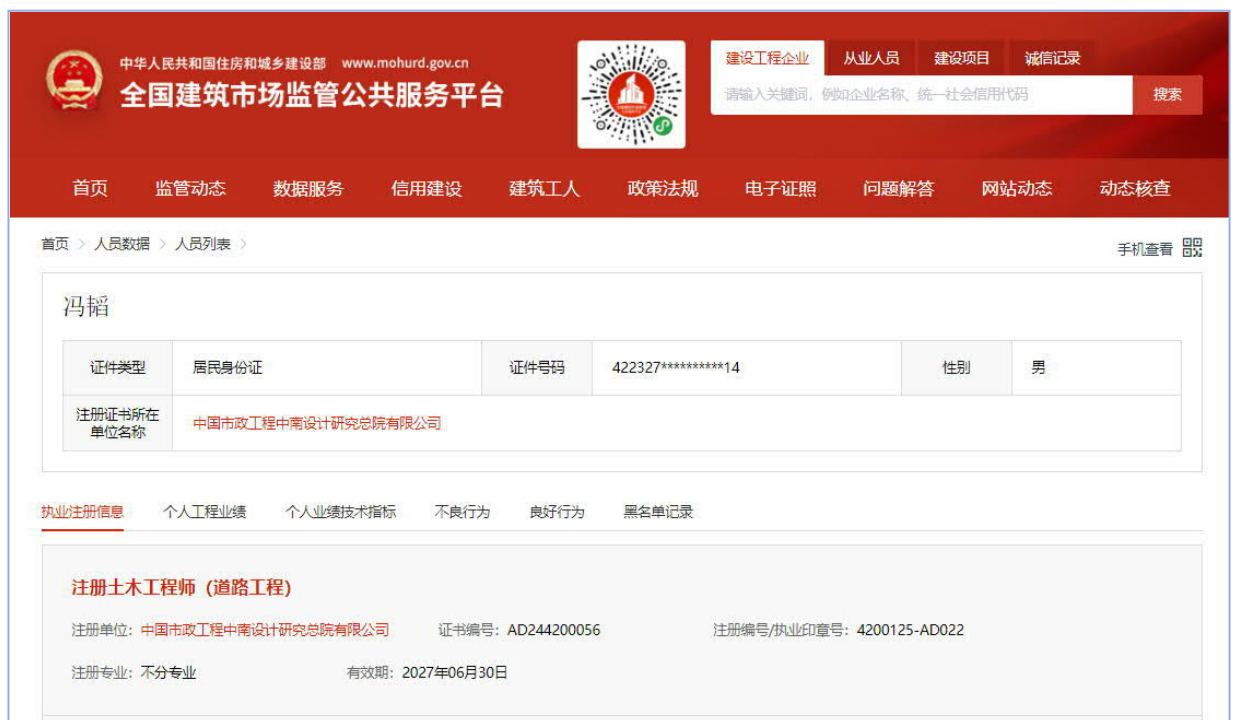 中华人民共和国住房和城乡建设部 www.mohurd.gov.cn
全国建筑市场监管公共服务平台
建设工程企业 从业人员 建设项目 诚信记录
请输入关键词，例如企业名称、统一社会信用代码 搜索
首页 监管动态 数据服务 信用建设 建筑工人 政策法规 电子证照 问题解答 网站动态 动态核查
首页 > 人员数据 > 人员列表 >
手机查看
冯韬
证件类型 居民身份证 证件号码 422327**********14 性别 男
注册证书所在
单位名称
中国市政工程中南设计研究总院有限公司
执业注册信息 个人工程业绩 个人业绩技术指标 不良行为 良好行为 黑名单记录
注册土木工程师（道路工程）
注册单位：中国市政工程中南设计研究总院有限公司 证书编号：AD244200056 注册编号/执业印章号：4200125-AD022
注册专业：不分专业 有效期：2027年06月30日